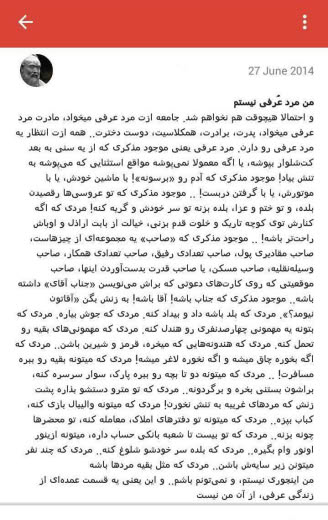 27 June 2014
من مرد عُرفی نیستم
و احتمالا هیچوقت هم نخواهم شد. جامعه ازت مرد عرفی میخواد، مادرت مرد
عرفی میخواد، پدرت، برادرت، همکلاسیت، دوست دخترت.. همه ازت انتظار یه
مرد عرفی رو دارن. مرد عرفی یعنی موجود مذکری که از یه سنی به بعد
کت‌شلوار بپوشه، یا اگه معمولا نمی‌پوشه مواقع استثنایی که می‌پوشه به
تنش بیاد! موجود مذکری که آدم رو «برسونه»! با ماشین خودش، یا با
موتورش، یا با گرفتن دربست! .. موجود مذکری که تو عروسی‌ها رقصیدن
بلده، و تو ختم و عزا، بلده بزنه تو سر خودش و گریه کنه! مردی که اگه
کنارش توی کوچه تاریک و خلوت قدم بزنی، خیالت از بابت اراذل و اوباش
راحت‌تر باشه! .. موجود مذکری که «صاحب» یه مجموعه‌ای از چیزهاست،
صاحب مقادیری پول، صاحب تعدادی رفیق، صاحب تعدادی همکار، صاحب
وسیله‌نقلیه، صاحب مسکن، یا صاحب قدرت بدست‌آوردن اینها، صاحب
موقعیتی که روی کارت‌های دعوتی که براش می‌نویسن «جناب آقای» داشته
باشه.. موجود مذکری که جناب باشه! آقا باشه! به زنش بگن «آقاتون
نیومد؟».. مردی که بلد باشه داد و بیداد کنه. مردی که جوش بیاره. مردی که
بتونه یه مهمونی چهارصدنفری رو هندل کنه. مردی که مهمونی‌های بقیه رو
تحمل کنه. مردی که هندونه‌هایی که میخره، قرمز و شیرین باشن.. مردی که
اگه بخوره چاق میشه و اگه نخوره لاغر میشه! مردی که میتونه بقیه رو ببره
مسافرت! .. مردی که میتونه دو تا بچه رو ببره پارک، سوار سرسره کنه،
براشون بستنی بخره و برگردونه.. مردی که تو مترو دستشو بذاره پشت
زنش که مردهای غریبه به تنش نخورن! مردی که میتونه والیبال بازی کنه،
کباب بپزه.. مردی که میتونه تو دفترهای املاک، معامله کنه، تو محضرها
چونه بزنه.. مردی که تو بیست تا شعبه بانکی حساب داره، میتونه ازینور
اونور وام بگیره.. مردی که بلده سر خودشو شلوغ کنه.. مردی که چند نفر
میتونن زیر سایه‌ش باشن.. مردی که مثل بقیه مردها باشه
من اینجوری نیستم، و نمی‌تونم باشم.. و این یعنی یه قسمت عمده‌ای از
زندگی عرفی، از آن من نیست